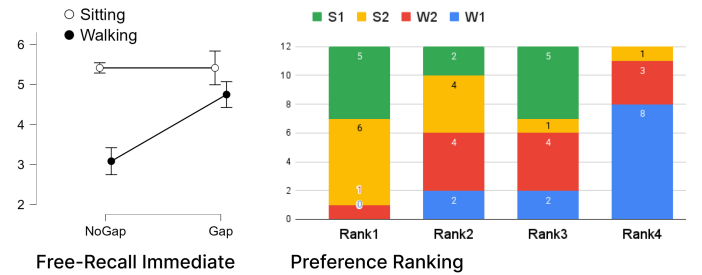 Sitting
Walking
6
5
4
3
2
NoGap Gap
Free-Recall Immediate
S1 S2 W2 W1
12
10
8
6
4
2
0
5 2 5 1
6 4 1 3
1 4 4 8
0 2 2
Rank1 Rank2 Rank3 Rank4
Preference Ranking